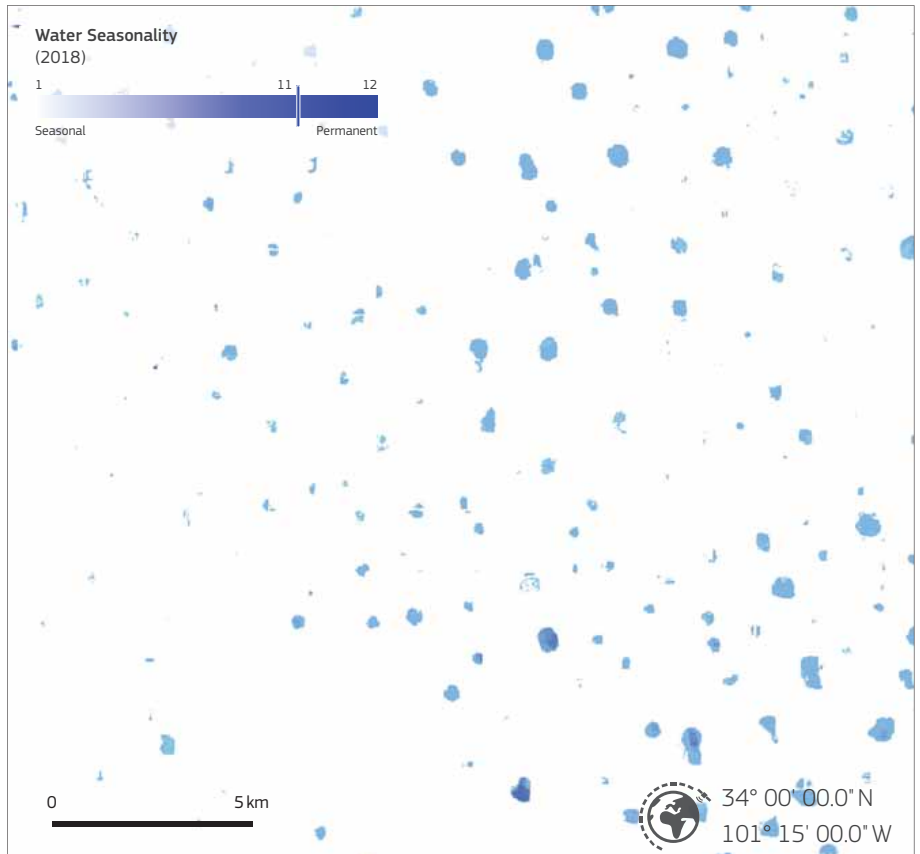 Water Seasonality
(2018)
1 11 12
Seasonal Permanent
0 5 km
34° 00' 00.0" N
101° 15' 00.0" W